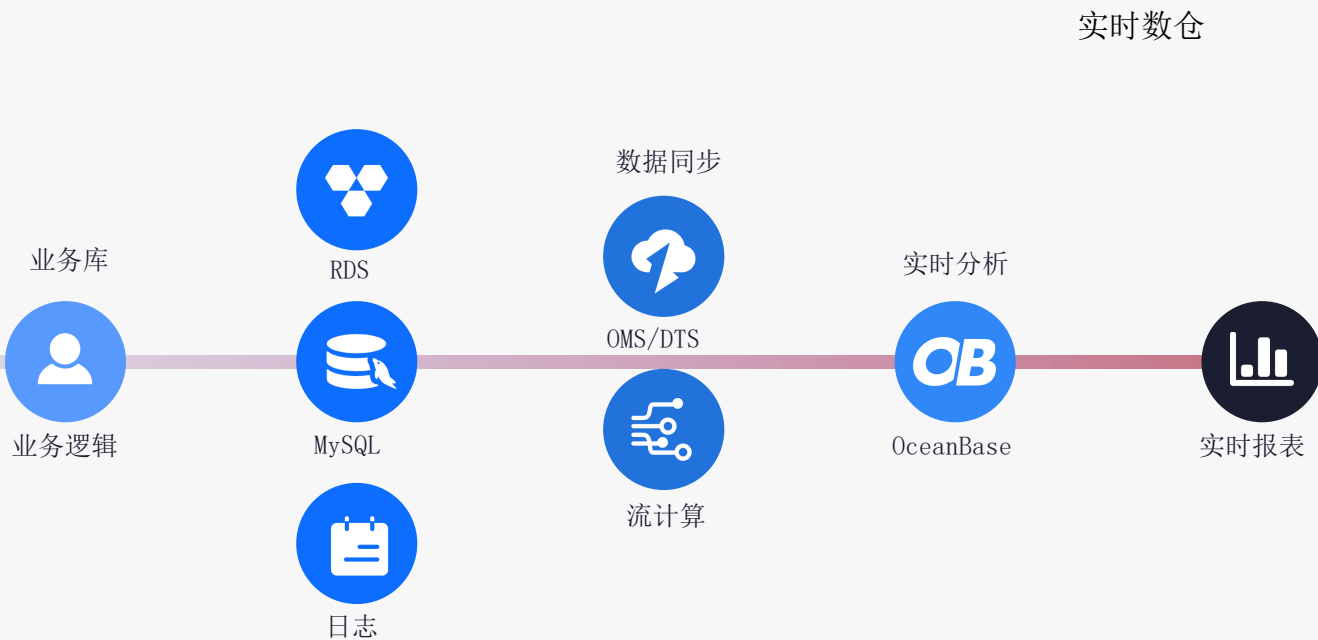 实时数仓
业务库
业务逻辑
RDS
MySQL
日志
数据同步
OMS/DTS
流计算
实时分析
OB
OceanBase
实时报表